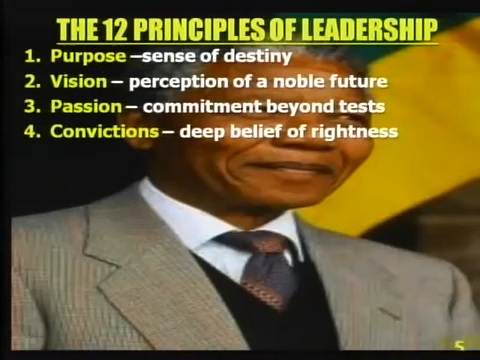 THE 12 PRINCIPLES OF LEADERSHIP
1. Purpose –sense of destiny
2. Vision – perception of a noble future
3. Passion – commitment beyond tests
4. Convictions – deep belief of rightness
5